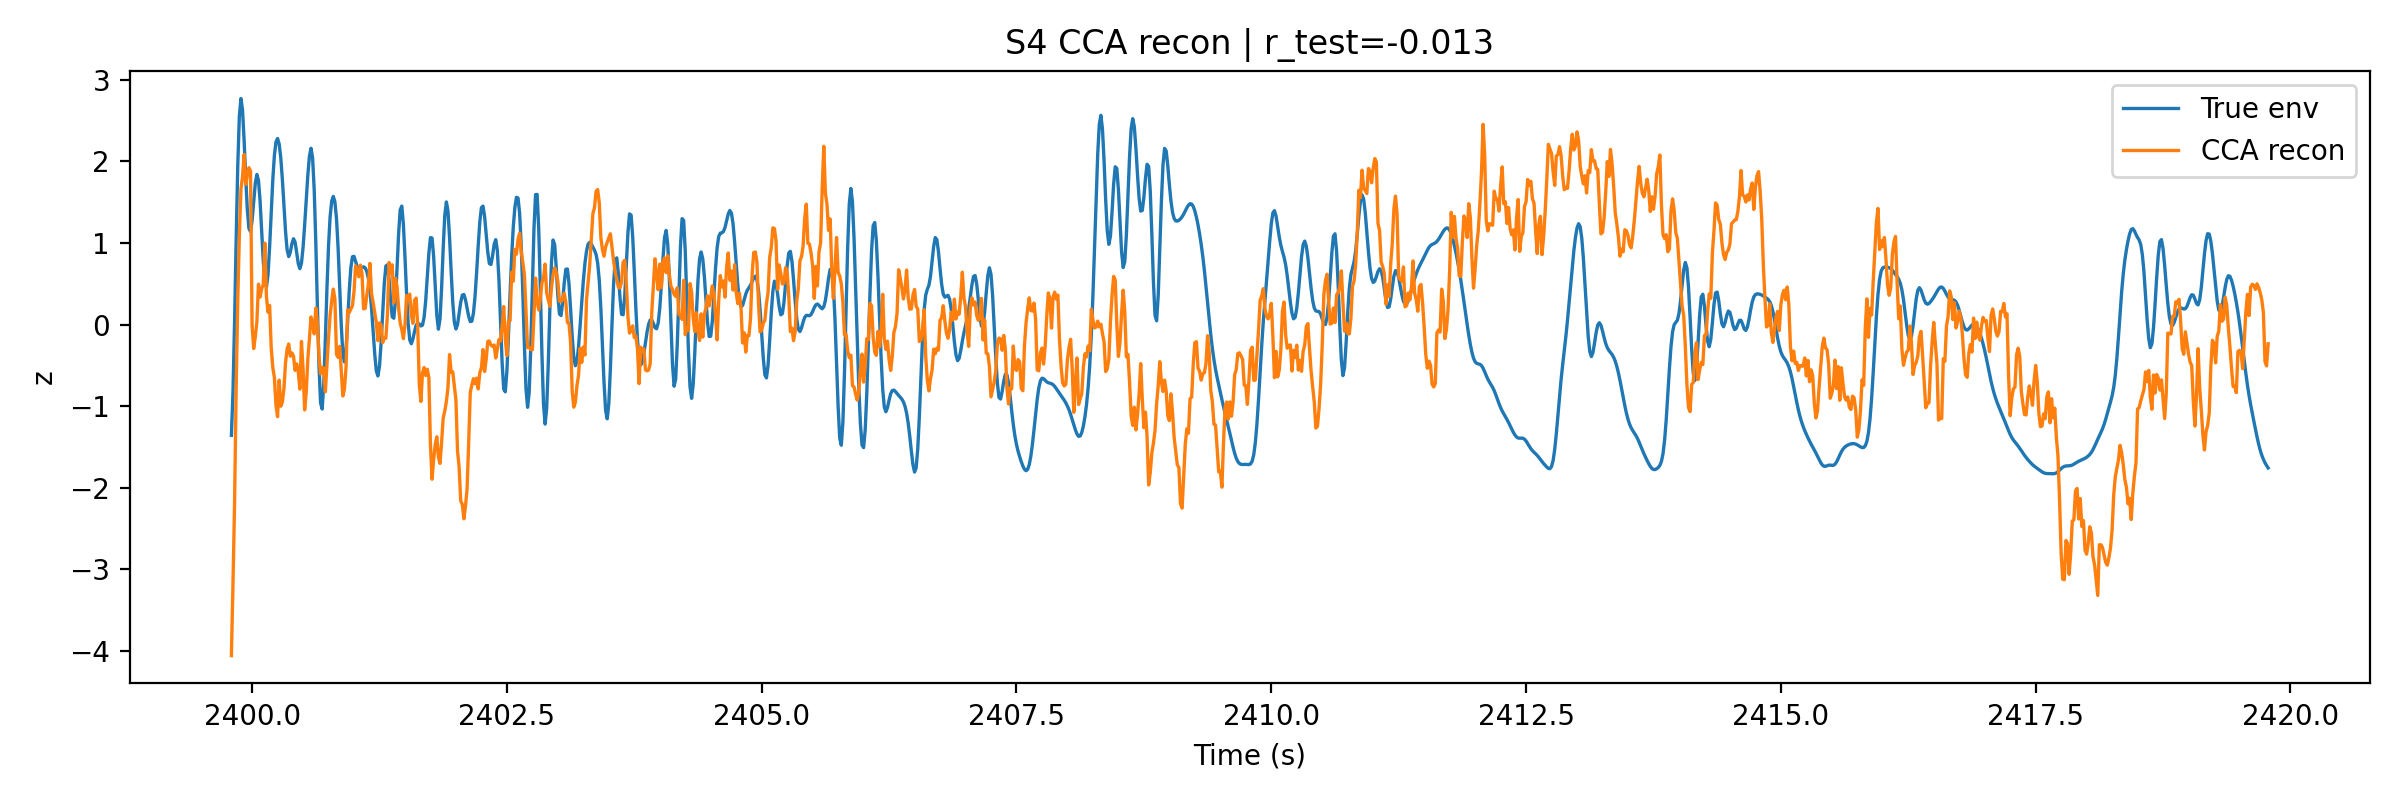 S4 CCA recon | r_test=-0.013
True env
CCA recon
z
3
2
1
0
−1
−2
−3
−4
2400.0 2402.5 2405.0 2407.5 2410.0 2412.5 2415.0 2417.5 2420.0
Time (s)